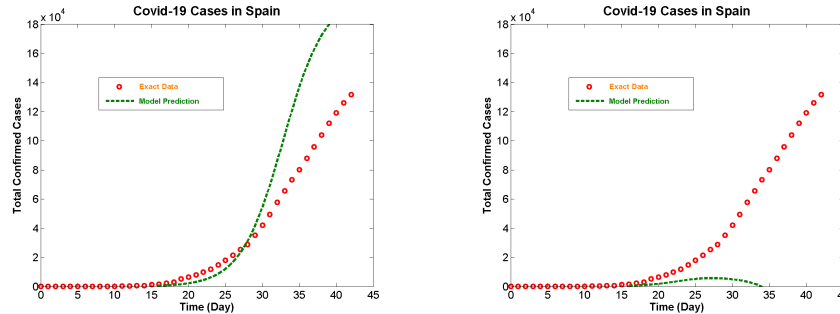 Covid-19 Cases in Spain
x 10^4
18
16
14
12
10
8
6
4
2
0
Total Confirmed Cases
Exact Data
Model Prediction
0 5 10 15 20 25 30 35 40 45
Time (Day)
Covid-19 Cases in Spain
x 10^4
18
16
14
12
10
8
6
4
2
0
Total Confirmed Cases
Exact Data
Model Prediction
0 5 10 15 20 25 30 35 40
Time (Day)